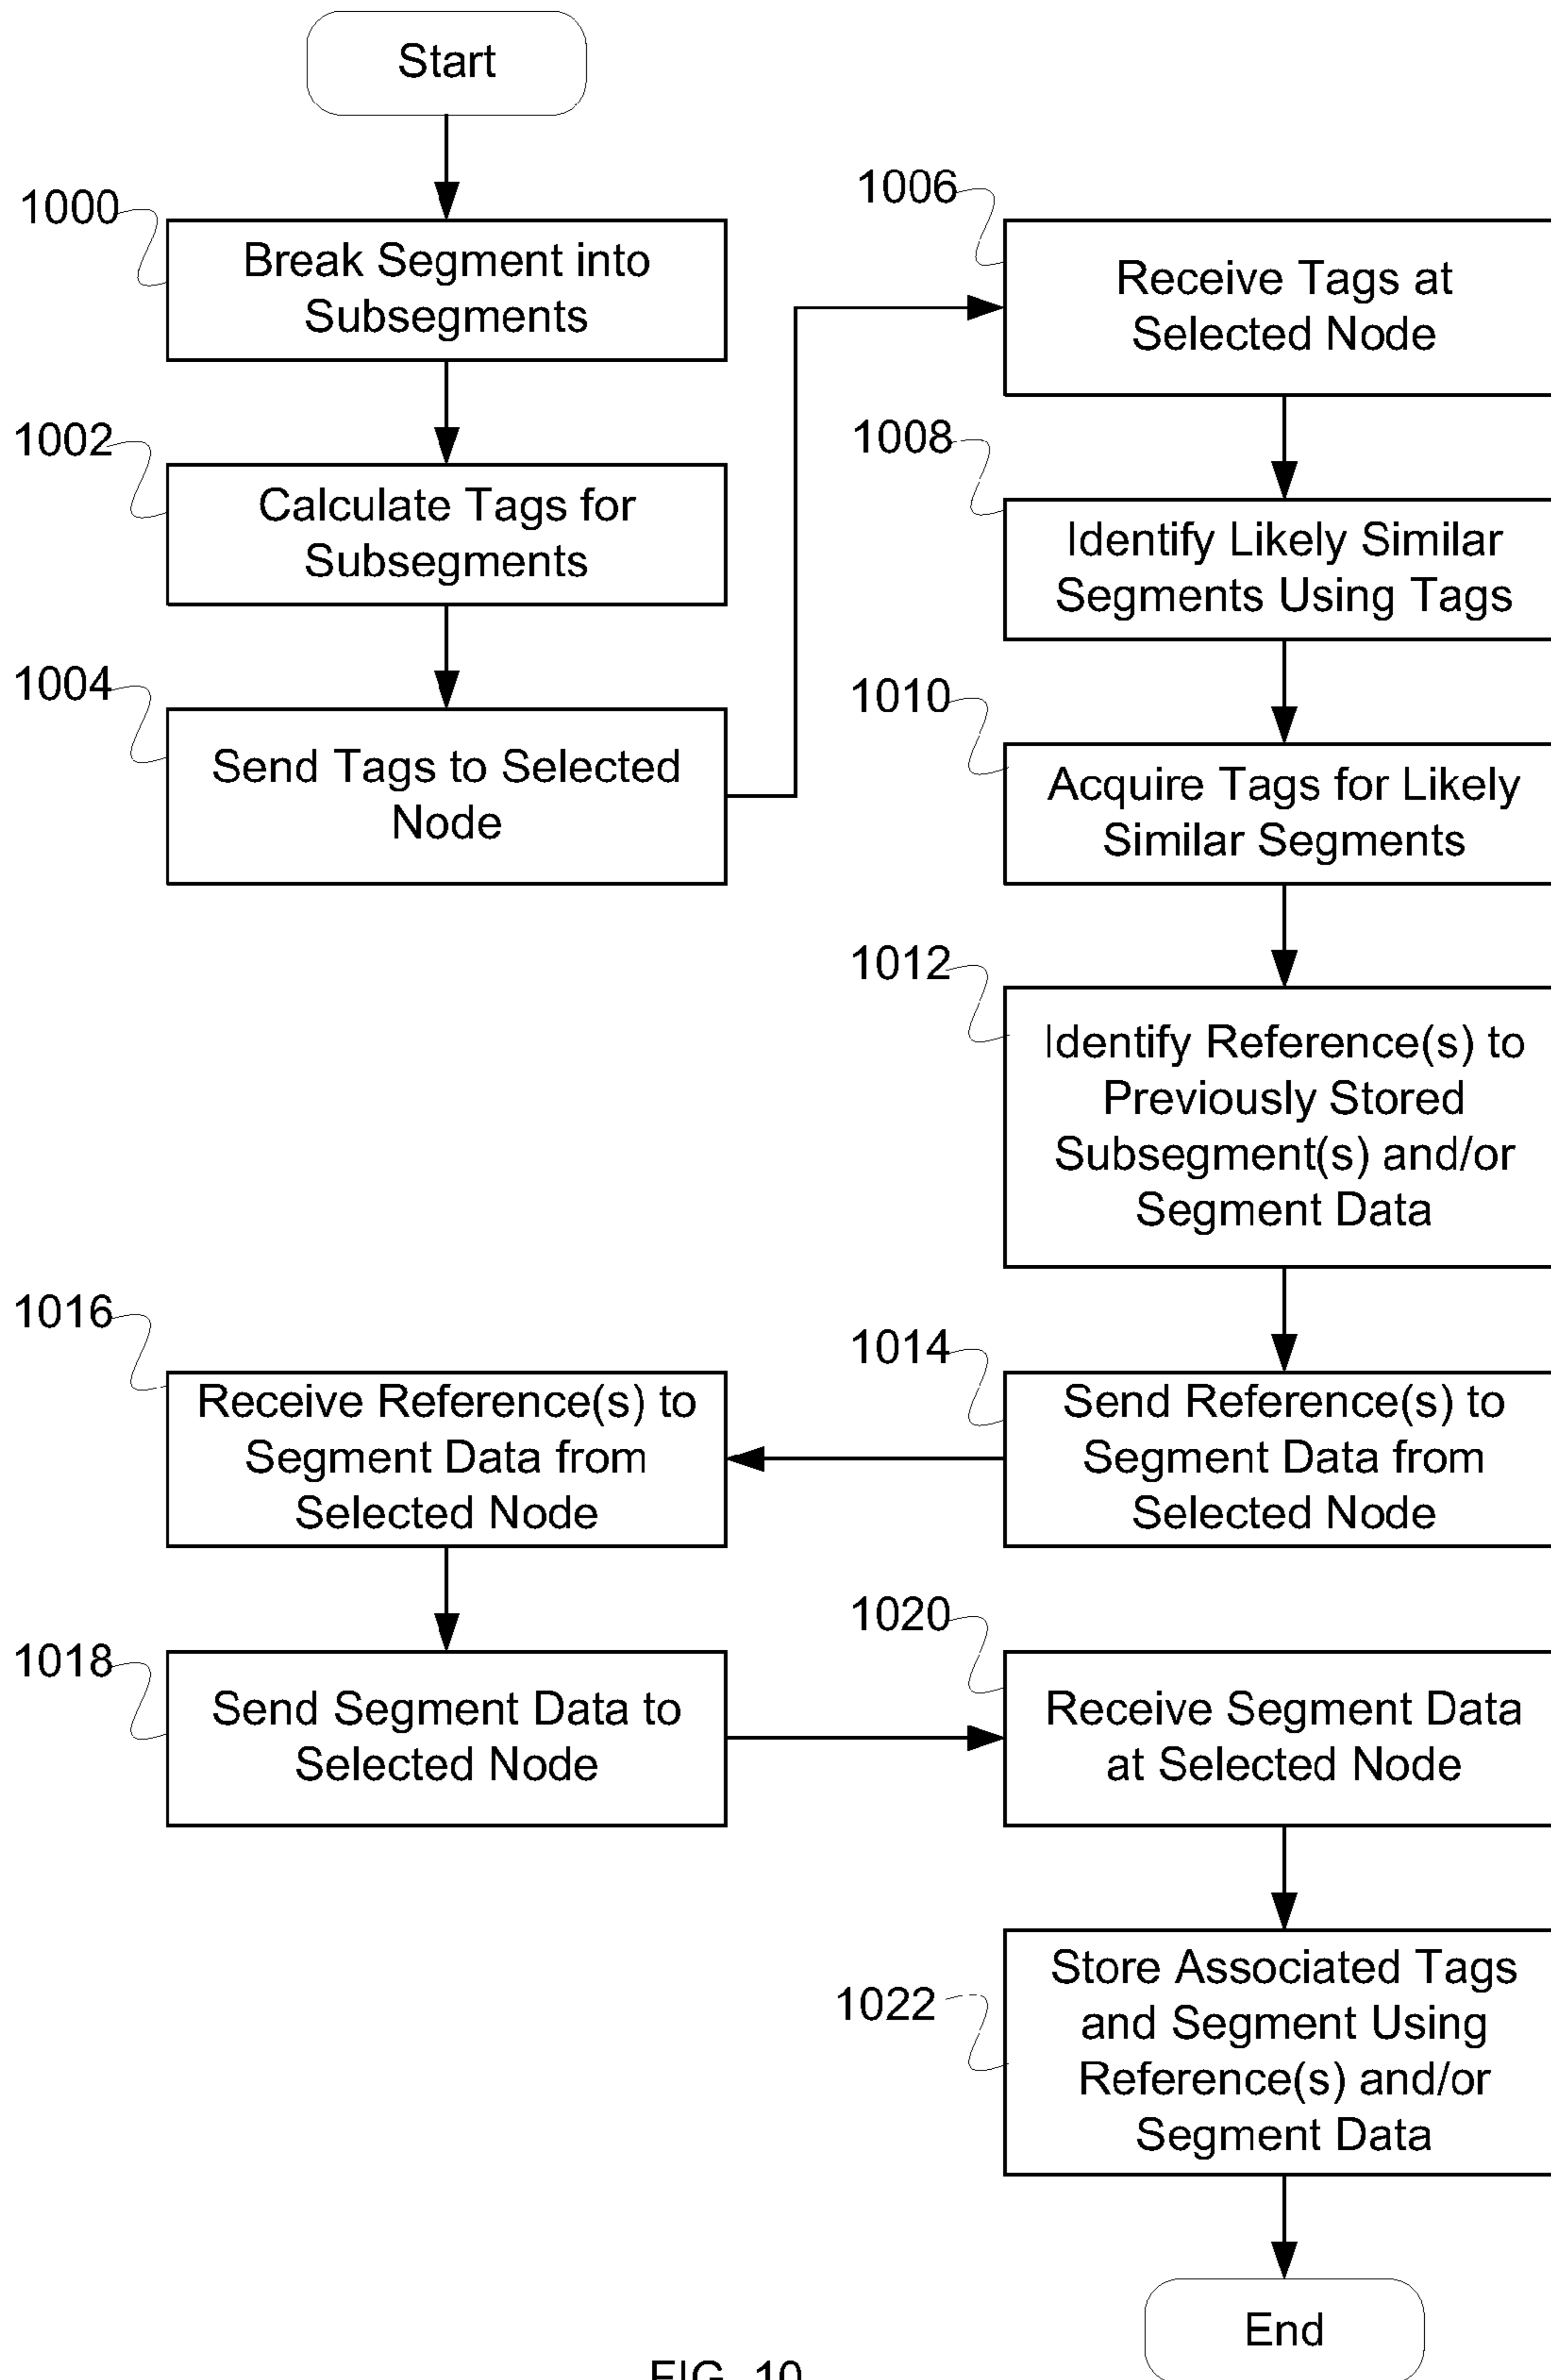 Start
1000
Break Segment into
Subsegments
1002
Calculate Tags for
Subsegments
1004
Send Tags to Selected
Node
1006
Receive Tags at
Selected Node
1008
Identify Likely Similar
Segments Using Tags
1010
Acquire Tags for Likely
Similar Segments
1012
Identify Reference(s) to
Previously Stored
Subsegment(s) and/or
Segment Data
1014
Send Reference(s) to
Segment Data from
Selected Node
1016
Receive Reference(s) to
Segment Data from
Selected Node
1018
Send Segment Data to
Selected Node
1020
Receive Segment Data
at Selected Node
1022
Store Associated Tags
and Segment Using
Reference(s) and/or
Segment Data
End
FIG. 10